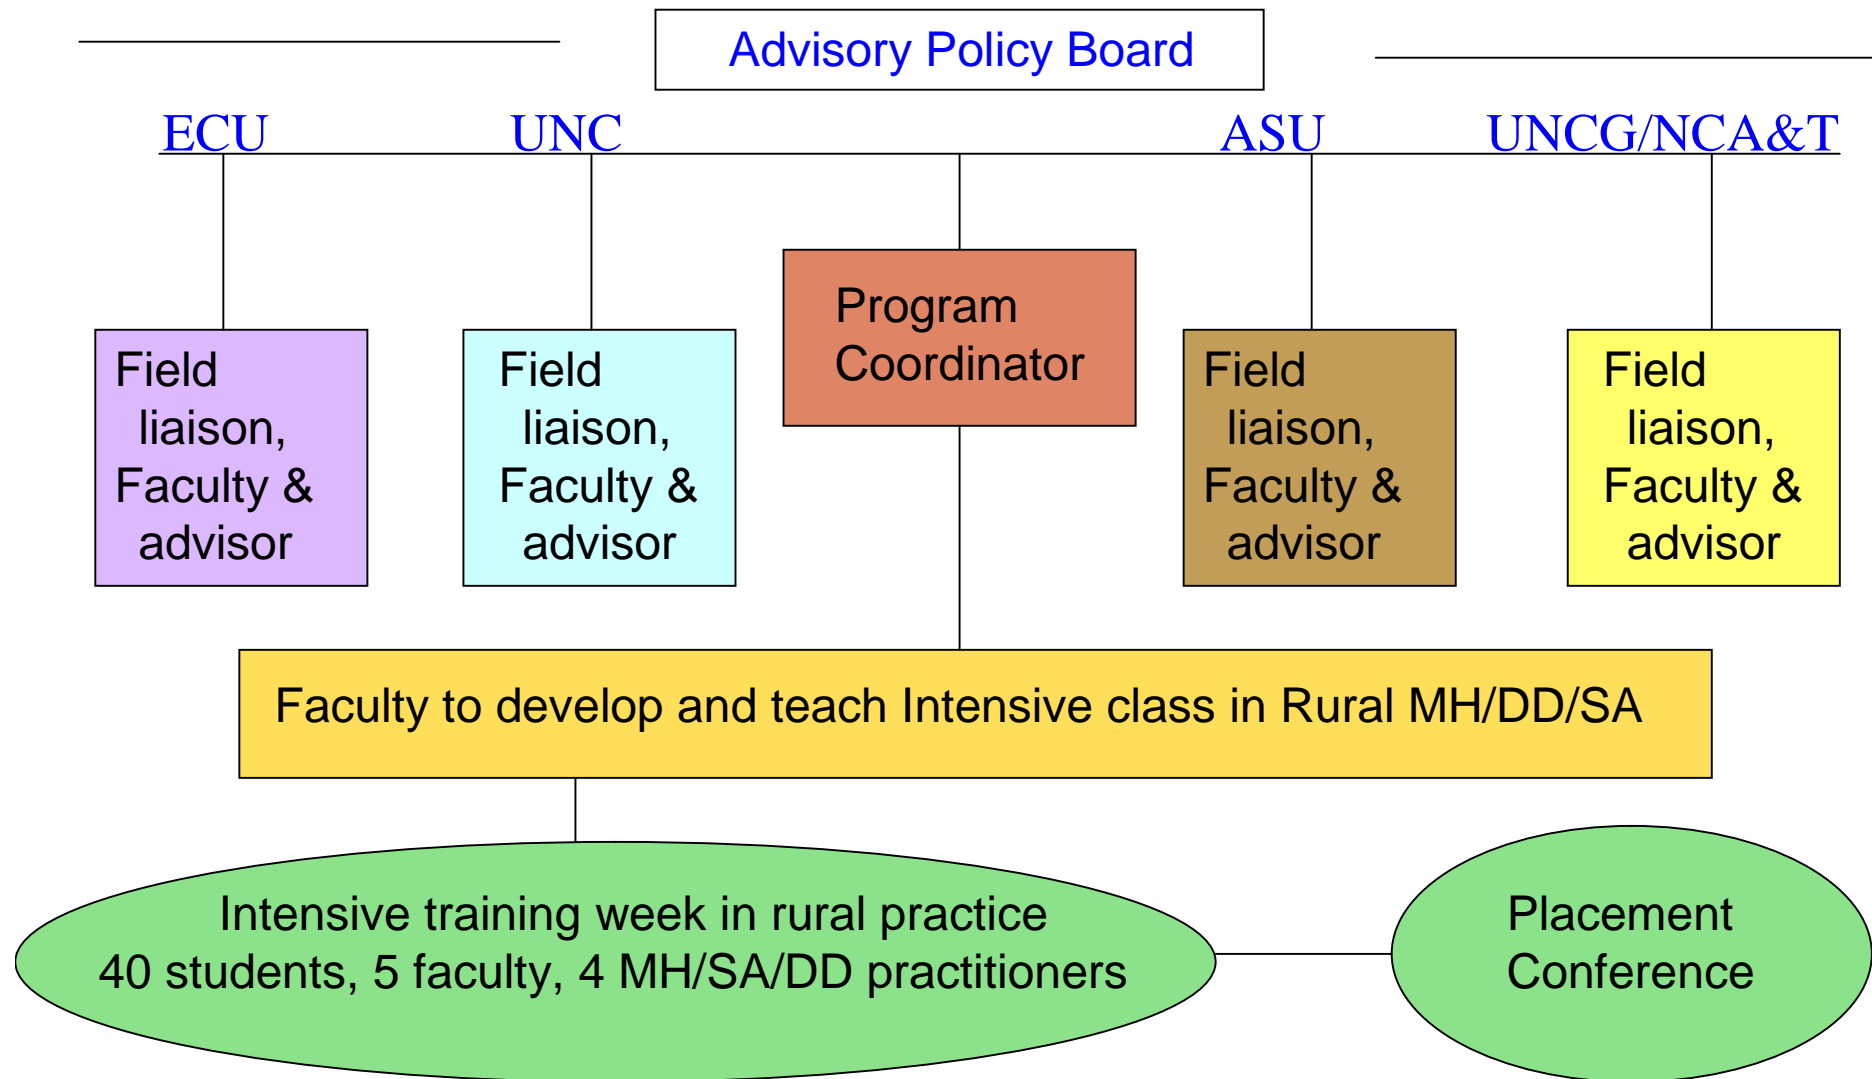 Advisory Policy Board
ECU UNC ASU UNCG/NCA&T
Program
Coordinator
Field
liaison,
Faculty &
advisor
Field
liaison,
Faculty &
advisor
Field
liaison,
Faculty &
advisor
Field
liaison,
Faculty &
advisor
Faculty to develop and teach Intensive class in Rural MH/DD/SA
Intensive training week in rural practice
40 students, 5 faculty, 4 MH/SA/DD practitioners
Placement
Conference